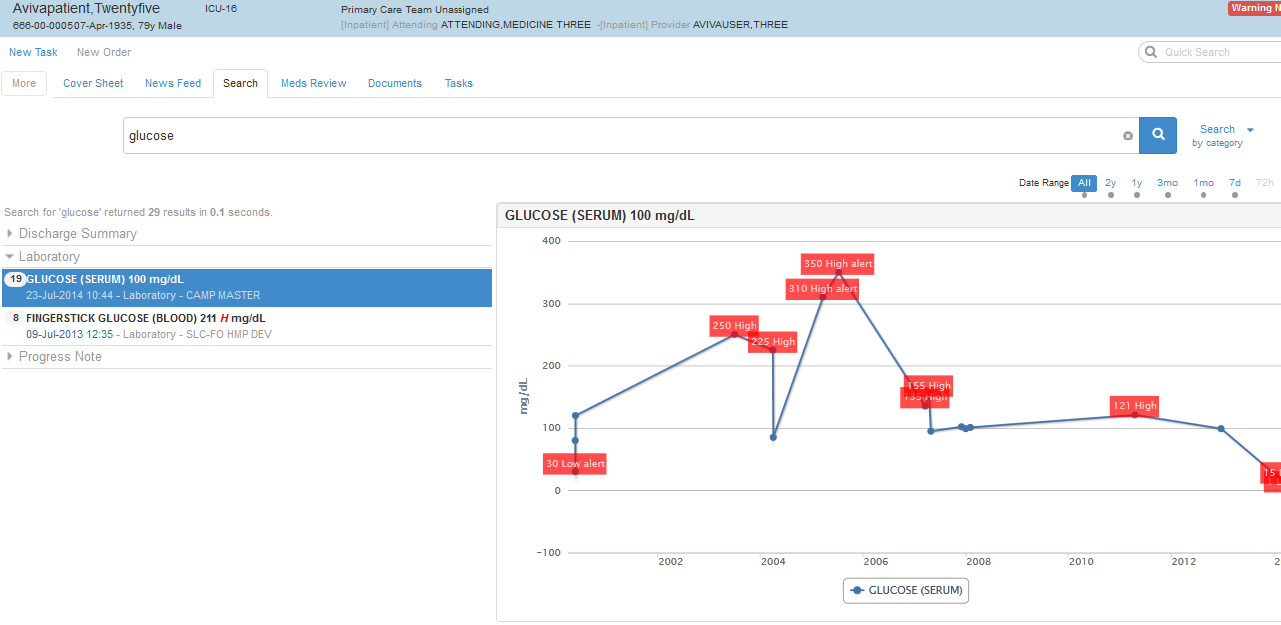 Avivapatient,Twentyfive ICU-16 Primary Care Team Unassigned Warning N
666-00-000507-Apr-1935, 79y Male [Inpatient] Attending ATTENDING,MEDICINE THREE -[Inpatient] Provider AVIVAUSER,THREE
New Task New Order Quick Search
More Cover Sheet News Feed Search Meds Review Documents Tasks
glucose
Search
by category
Date Range All 2y 1y 3mo 1mo 7d 72h
Search for 'glucose' returned 29 results in 0.1 seconds.
Discharge Summary
Laboratory
19 GLUCOSE (SERUM) 100 mg/dL
23-Jul-2014 10:44 - Laboratory - CAMP MASTER
8 FINGERSTICK GLUCOSE (BLOOD) 211 H mg/dL
09-Jul-2013 12:35 - Laboratory - SLC-FO HMP DEV
Progress Note
GLUCOSE (SERUM) 100 mg/dL
400
350 High alert
310 High alert
300
250 High
225 High
200
mg/dL
155 High
135 High
121 High
100
30 Low alert
15
0
-100
2002 2004 2006 2008 2010 2012 2
GLUCOSE (SERUM)